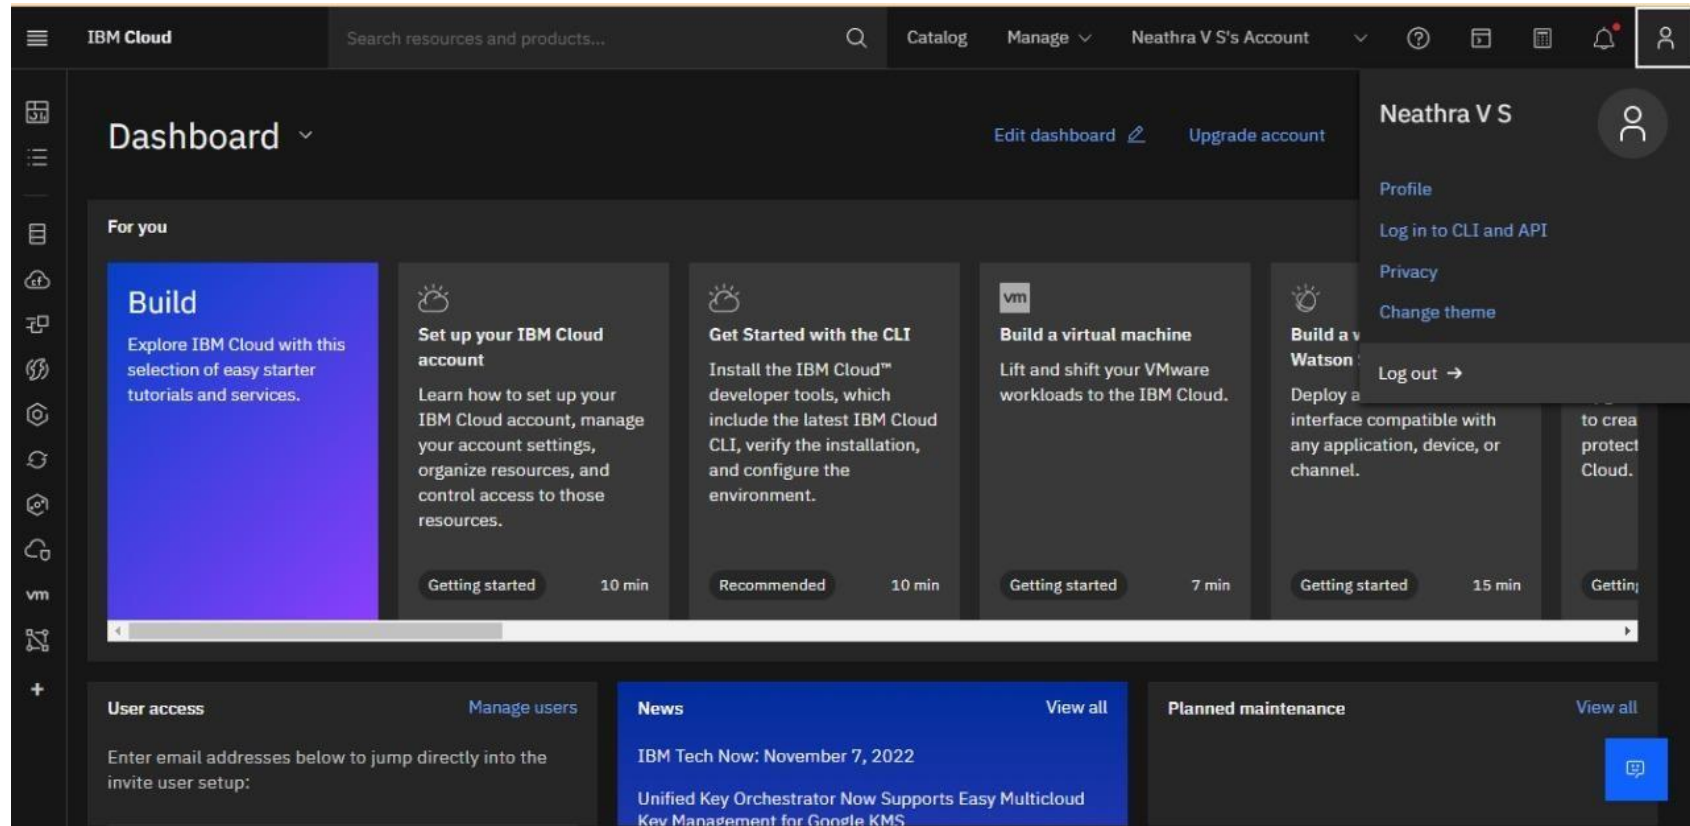 IBM Cloud
Search resources and products...
Catalog
Manage
Neathra V S's Account
Neathra V S
Profile
Log in to CLI and API
Privacy
Change theme
Log out →
Dashboard
Edit dashboard
Upgrade account
For you
Build
Explore IBM Cloud with this
selection of easy starter
tutorials and services.
Set up your IBM Cloud
account
Learn how to set up your
IBM Cloud account, manage
your account settings,
organize resources, and
control access to those
resources.
Getting started
10 min
Get Started with the CLI
Install the IBM Cloud™
developer tools, which
include the latest IBM Cloud
CLI, verify the installation,
and configure the
environment.
Recommended
10 min
vm
Build a virtual machine
Lift and shift your VMware
workloads to the IBM Cloud.
Getting started
7 min
Build a
Watson
Deploy a
interface compatible with
any application, device, or
channel.
Getting started
15 min
to crea
protect
Cloud.
Getting
vm
User access
Manage users
Enter email addresses below to jump directly into the
invite user setup:
News
View all
IBM Tech Now: November 7, 2022
Unified Key Orchestrator Now Supports Easy Multicloud
Key Management for Google KMS
Planned maintenance
View all